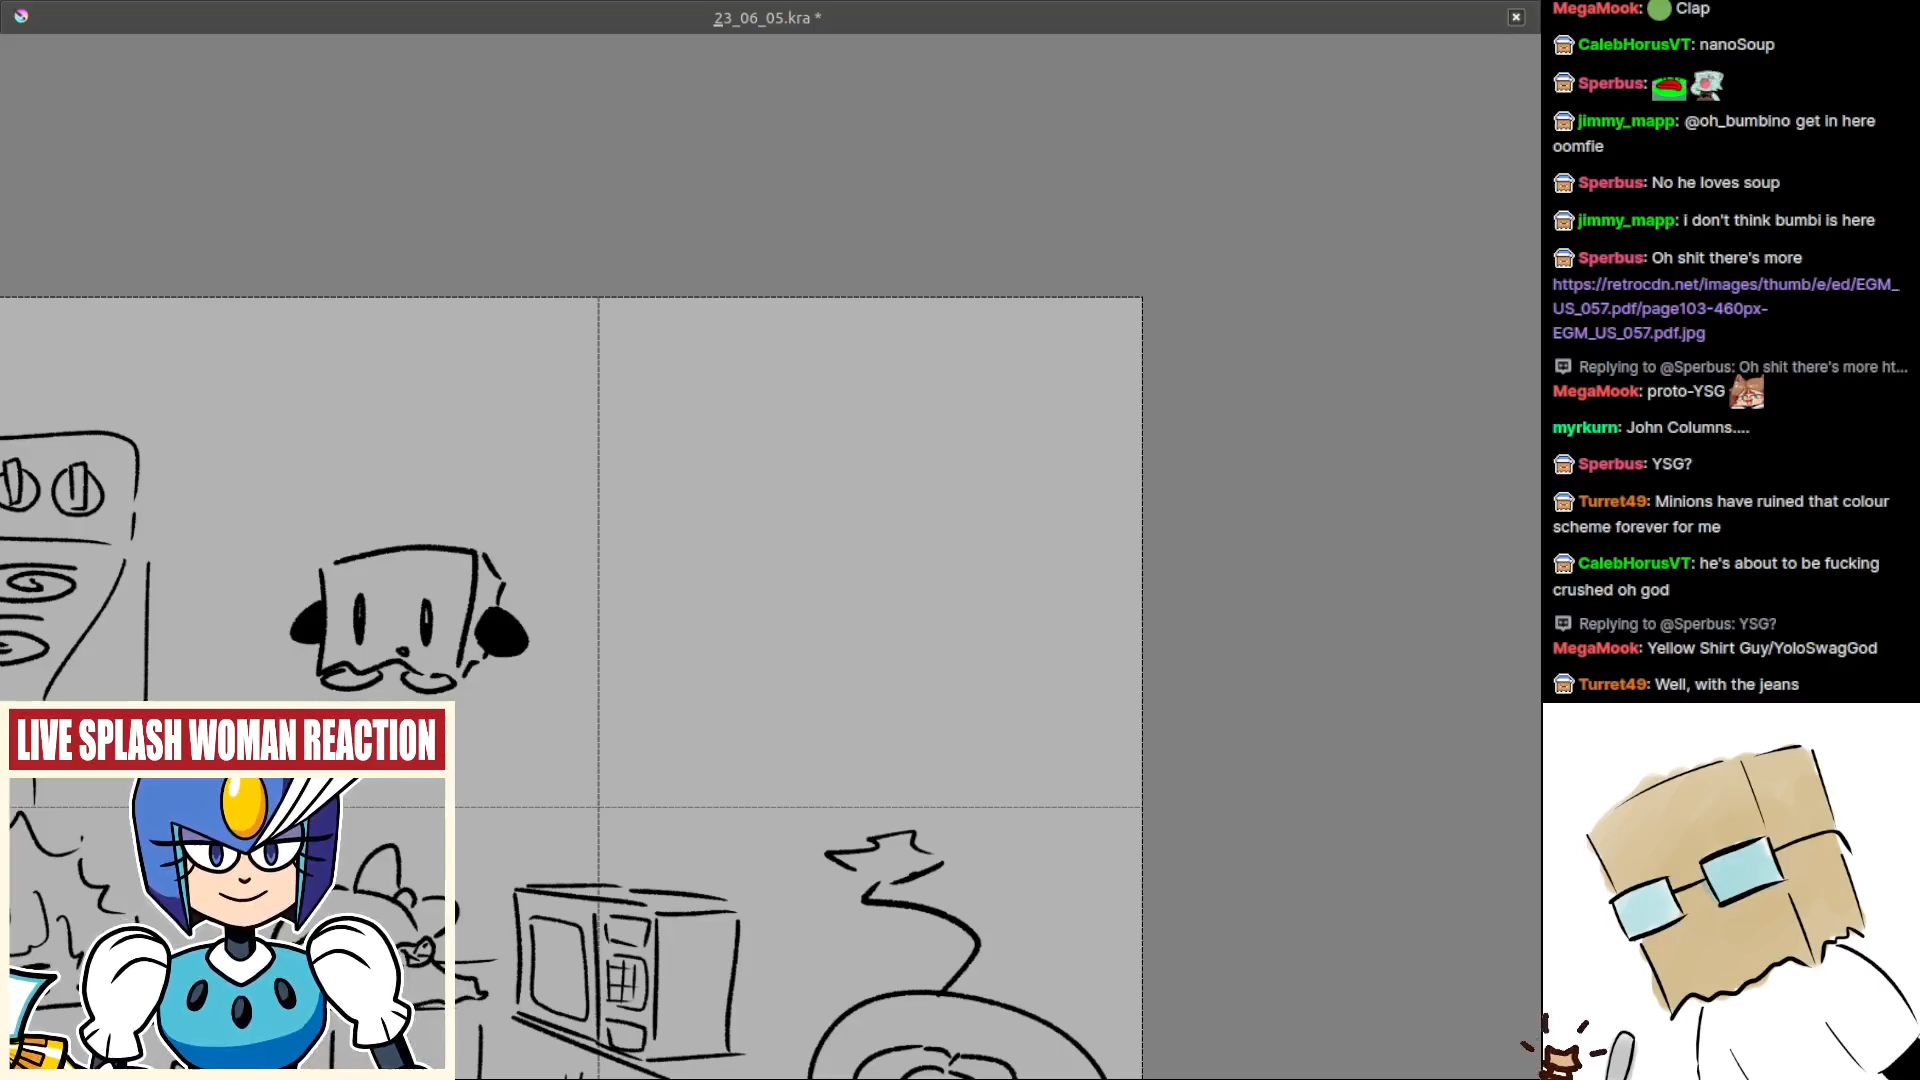 23_06_05.kra *
MegaMook: Clap
CalebHorusVT: nanoSoup
Sperbus:
jimmy_mapp: @oh_bumbino get in here
oomfie
Sperbus: No he loves soup
jimmy_mapp: i don't think bumbi is here
Sperbus: Oh shit there's more
https://retrocdn.net/images/thumb/e/ed/EGM_
US_057.pdf/page103-460px-
EGM_US_057.pdf.jpg
Replying to @Sperbus: Oh shit there's more ht...
MegaMook: proto-YSG
myrkurn: John Columns....
Sperbus: YSG?
Turret49: Minions have ruined that colour
scheme forever for me
CalebHorusVT: he's about to be fucking
crushed oh god
Replying to @Sperbus: YSG?
MegaMook: Yellow Shirt Guy/YoloSwagGod
Turret49: Well, with the jeans
LIVE SPLASH WOMAN REACTION